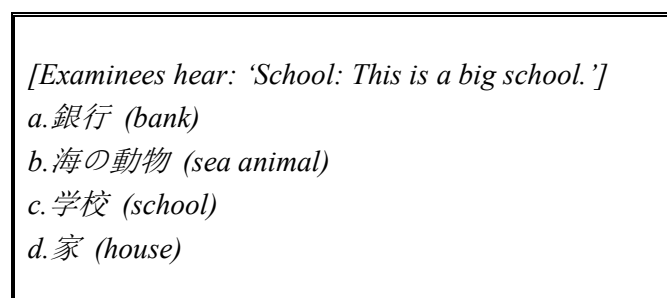 [Examinees hear: ‘School: This is a big school.’]
a.銀行 (bank)
b.海の動物 (sea animal)
c.学校 (school)
d.家 (house)